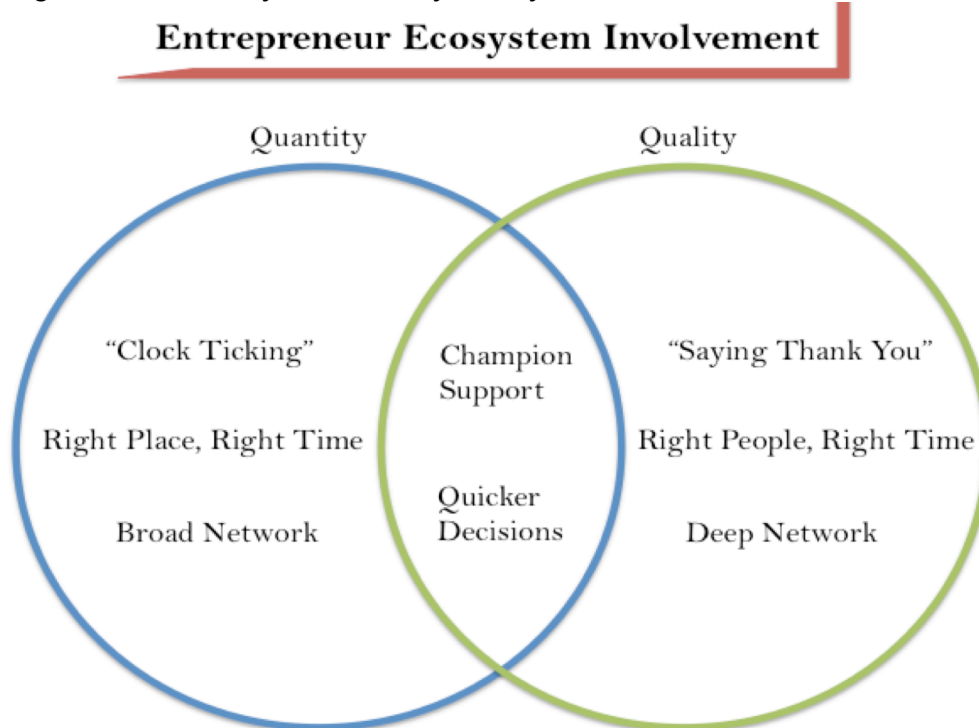 Entrepreneur Ecosystem Involvement
Quantity
Quality
“Clock Ticking”
Right Place, Right Time
Broad Network
Champion
Support
Quicker
Decisions
“Saying Thank You”
Right People, Right Time
Deep Network